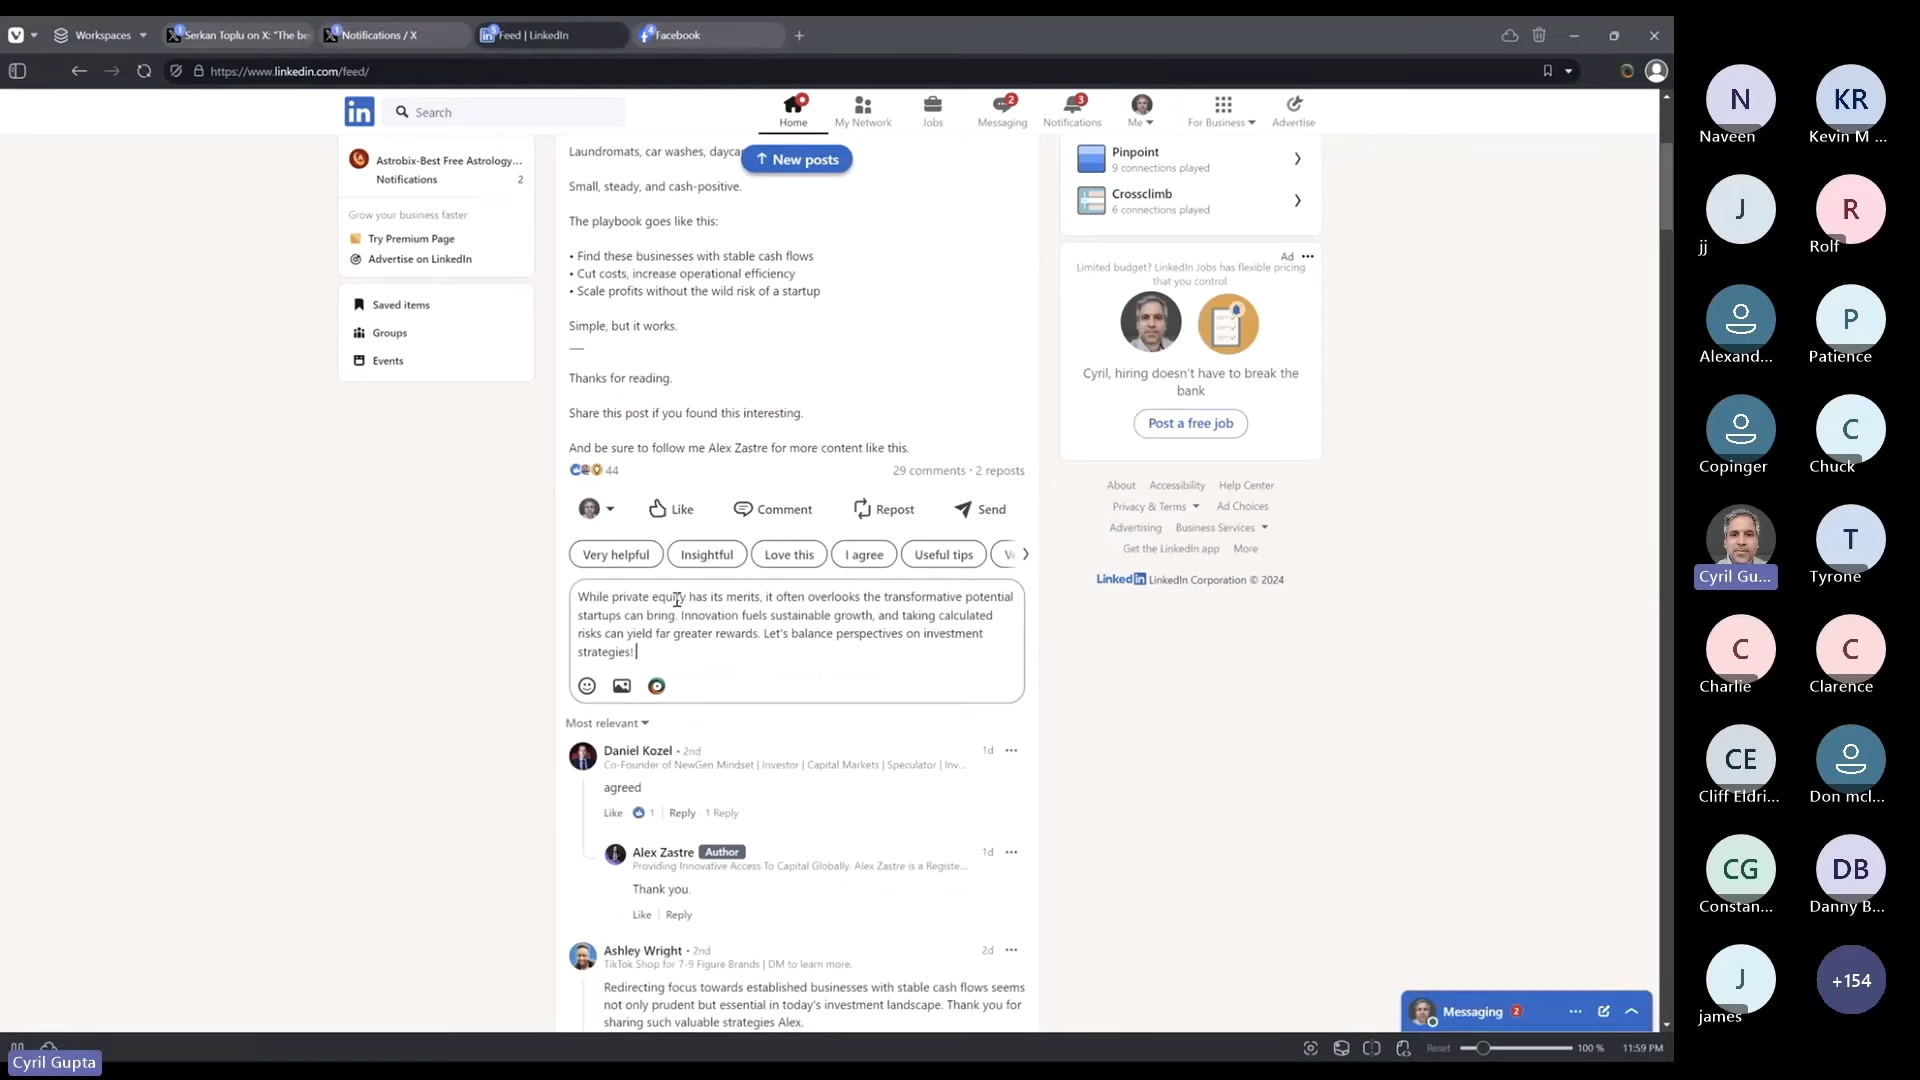 Workspaces
Serkan Toplu on X: "The be
Notifications / X
Feed | LinkedIn
Facebook
https://www.linkedin.com/feed/
Search
Home
My Network
Jobs
Messaging
2
Notifications
3
Me
For Business
Advertise
Astrobix-Best Free Astrology...
Notifications 2
Grow your business faster
Try Premium Page
Advertise on LinkedIn
Saved items
Groups
Events
New posts
Laundromats, car washes,
Small, steady, and cash-positive.
The playbook goes like this:
• Find these businesses with stable cash flows
• Cut costs, increase operational efficiency
• Scale profits without the wild risk of a startup
Simple, but it works.
Thanks for reading.
Share this post if you found this interesting.
And be sure to follow me Alex Zastre for more content like this.
44
29 comments · 2 reposts
Like
Comment
Repost
Send
Very helpful
Insightful
Love this
I agree
Useful tips
While private equity has its merits, it often overlooks the transformative potential
startups can bring. Innovation fuels sustainable growth, and taking calculated
risks can yield far greater rewards. Let's balance perspectives on investment
strategies!
Most relevant
Daniel Kozel · 2nd
1d
Co-Founder of NewGen Mindset | Investor | Capital Markets | Speculator | Inv...
agreed
Like 1 | Reply · 1 Reply
Alex Zastre Author
1d
Providing Innovative Access To Capital Globally. Alex Zastre is a Registe...
Thank you.
Like | Reply
Ashley Wright · 2nd
2d
TikTok Shop for 7-9 Figure Brands | DM to learn more.
Redirecting focus towards established businesses with stable cash flows seems
not only prudent but essential in today's investment landscape. Thank you for
sharing such valuable strategies Alex.
Pinpoint
9 connections played
Crossclimb
6 connections played
Ad
Limited budget? LinkedIn Jobs has flexible pricing
that you control.
Cyril, hiring doesn't have to break the
bank
Post a free job
About Accessibility Help Center
Privacy & Terms Ad Choices
Advertising Business Services
Get the LinkedIn app More
LinkedIn LinkedIn Corporation © 2024
Messaging 2
Reset
100 %
11:59 PM
Cyril Gupta
N
Naveen
KR
Kevin M ...
J
jj
R
Rolf
Alexand...
P
Patience
Copinger
C
Chuck
Cyril Gu...
T
Tyrone
C
Charlie
C
Clarence
CE
Cliff Eldri...
Don mcl...
CG
Constan...
DB
Danny B...
J
james
+154